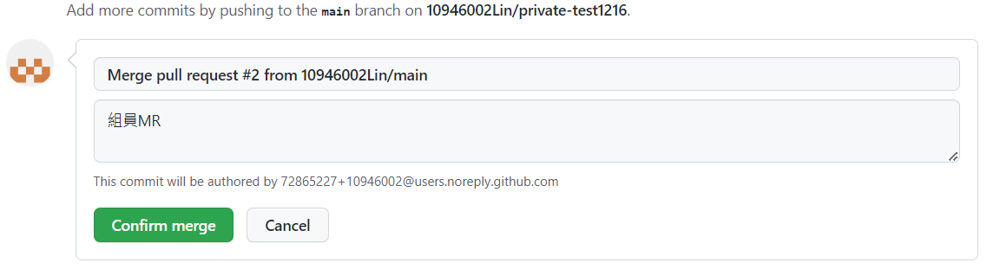 Add more commits by pushing to the main branch on 10946002Lin/private-test1216.
Merge pull request #2 from 10946002Lin/main
組員MR
This commit will be authored by 72865227+10946002@users.noreply.github.com
Confirm merge
Cancel